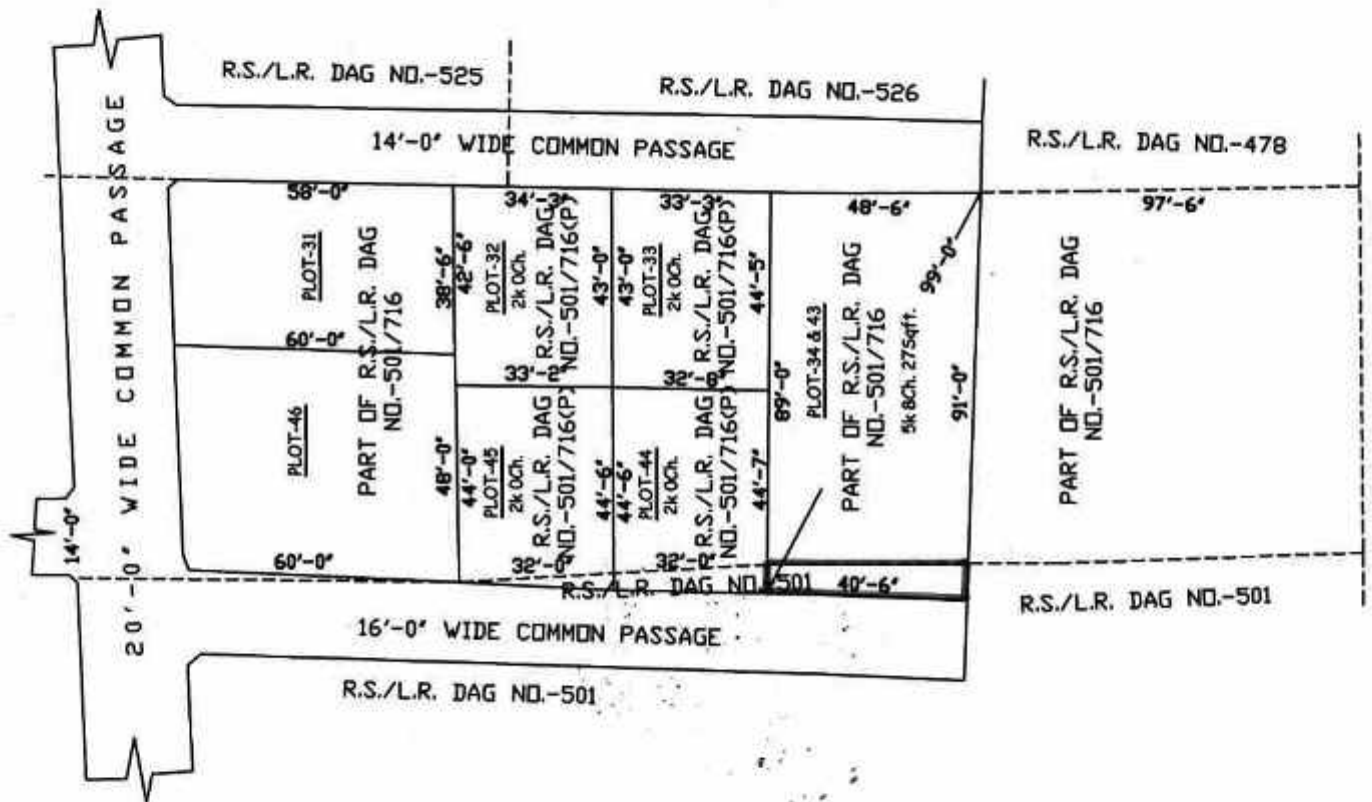 R.S./L.R. DAG NO.-525
R.S./L.R. DAG NO.-526
R.S./L.R. DAG NO.-478
14'-0" WIDE COMMON PASSAGE
20'-0" WIDE COMMON PASSAGE
14'-0"
58'-0"
34'-3"
33'-3"
48'-6"
97'-6"
PLOT-31
PART OF R.S./L.R. DAG
NO.-501/716
38'-6"
42'-6"
PLOT-32
2k 0Ch.
R.S./L.R. DAG
NO.-501/716(P)
43'-0"
43'-0"
PLOT-33
2k 0Ch.
R.S./L.R. DAG
NO.-501/716(P)
44'-5"
89'-0"
PLOT-34 & 43
PART OF R.S./L.R. DAG
NO.-501/716
5k 8Ch. 27Sqft.
99'-0"
91'-0"
PART OF R.S./L.R. DAG
NO.-501/716
60'-0"
33'-2"
32'-8"
PLOT-46
48'-0"
44'-0"
PLOT-45
2k 0Ch.
R.S./L.R. DAG
NO.-501/716(P)
44'-6"
44'-6"
PLOT-44
2k 0Ch.
R.S./L.R. DAG
NO.-501/716(P)
44'-7"
60'-0"
32'-0"
32'-0"
R.S./L.R. DAG NO.-501
40'-6"
R.S./L.R. DAG NO.-501
16'-0" WIDE COMMON PASSAGE
R.S./L.R. DAG NO.-501